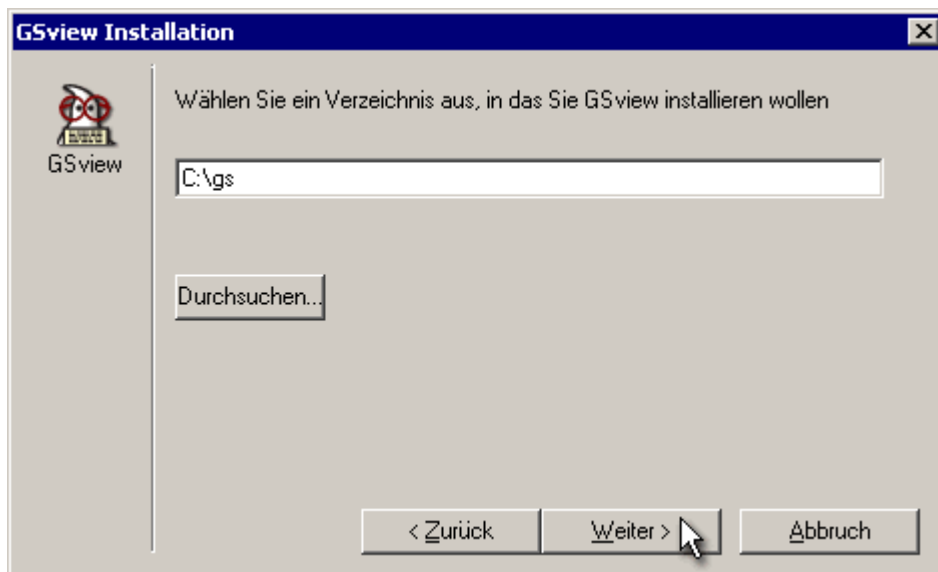 GSview Installation
GSview
Wählen Sie ein Verzeichnis aus, in das Sie GSview installieren wollen
C:\gs
Durchsuchen...
< Zurück
Weiter >
Abbruch